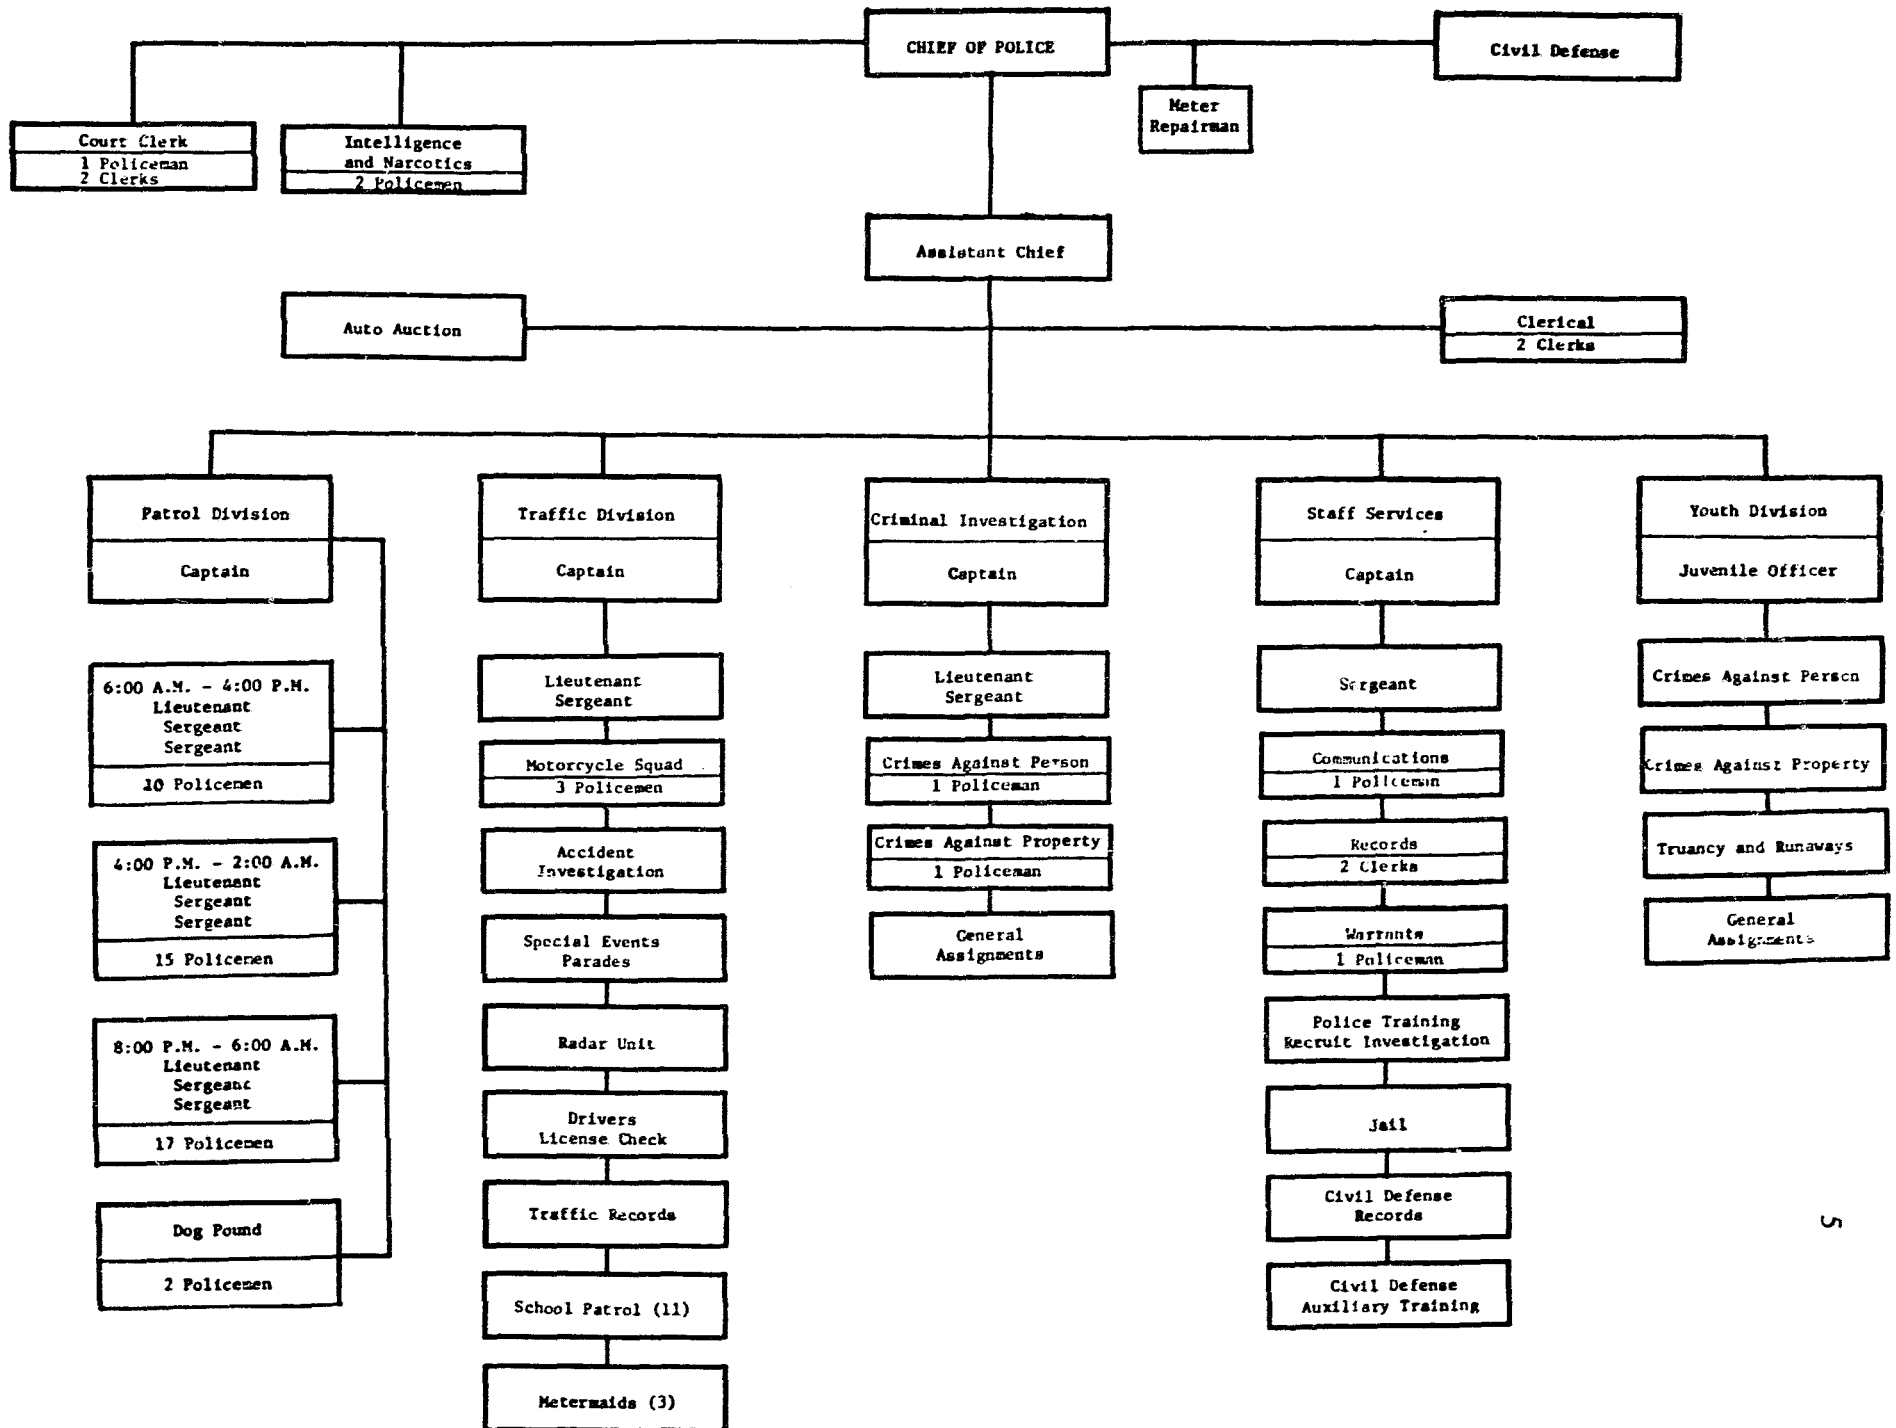 CHIEF OF POLICE
Civil Defense
Meter
Repairman
Court Clerk
1 Policeman
2 Clerks
Intelligence
and Narcotics
2 Policemen
Assistant Chief
Auto Auction
Clerical
2 Clerks
Patrol Division
Captain
6:00 A.M. - 4:00 P.M.
Lieutenant
Sergeant
Sergeant
10 Policemen
4:00 P.M. - 2:00 A.M.
Lieutenant
Sergeant
Sergeant
15 Policemen
8:00 P.M. - 6:00 A.M.
Lieutenant
Sergeant
Sergeant
17 Policemen
Dog Pound
2 Policemen
Traffic Division
Captain
Lieutenant
Sergeant
Motorcycle Squad
3 Policemen
Accident
Investigation
Special Events
Parades
Radar Unit
Drivers
License Check
Traffic Records
School Patrol (11)
Metermaids (3)
Criminal Investigation
Captain
Lieutenant
Sergeant
Crimes Against Person
1 Policeman
Crimes Against Property
1 Policeman
General
Assignments
Staff Services
Captain
Sergeant
Communications
1 Policeman
Records
2 Clerks
Warrants
1 Policeman
Police Training
Recruit Investigation
Jail
Civil Defense
Records
Civil Defense
Auxiliary Training
Youth Division
Juvenile Officer
Crimes Against Person
Crimes Against Property
Truancy and Runaways
General
Assignments
5